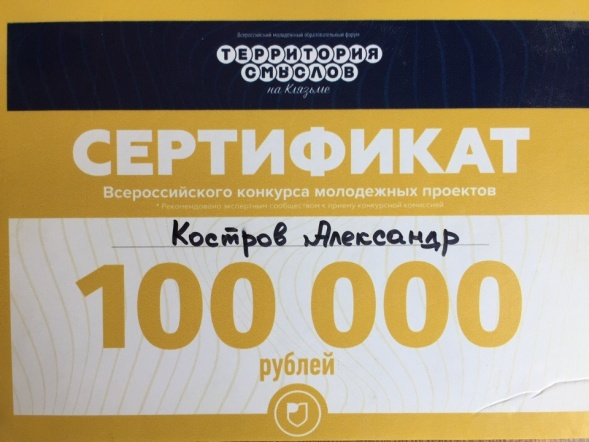 Всероссийский молодежный образовательный форум
ТЕРРИТОРИЯ
СМЫСЛОВ
на Клязьме
СЕРТИФИКАТ
Всероссийского конкурса молодежных проектов
* Рекомендовано экспертным сообществом к приёму конкурсной комиссией
Костров Александр
100 000
рублей